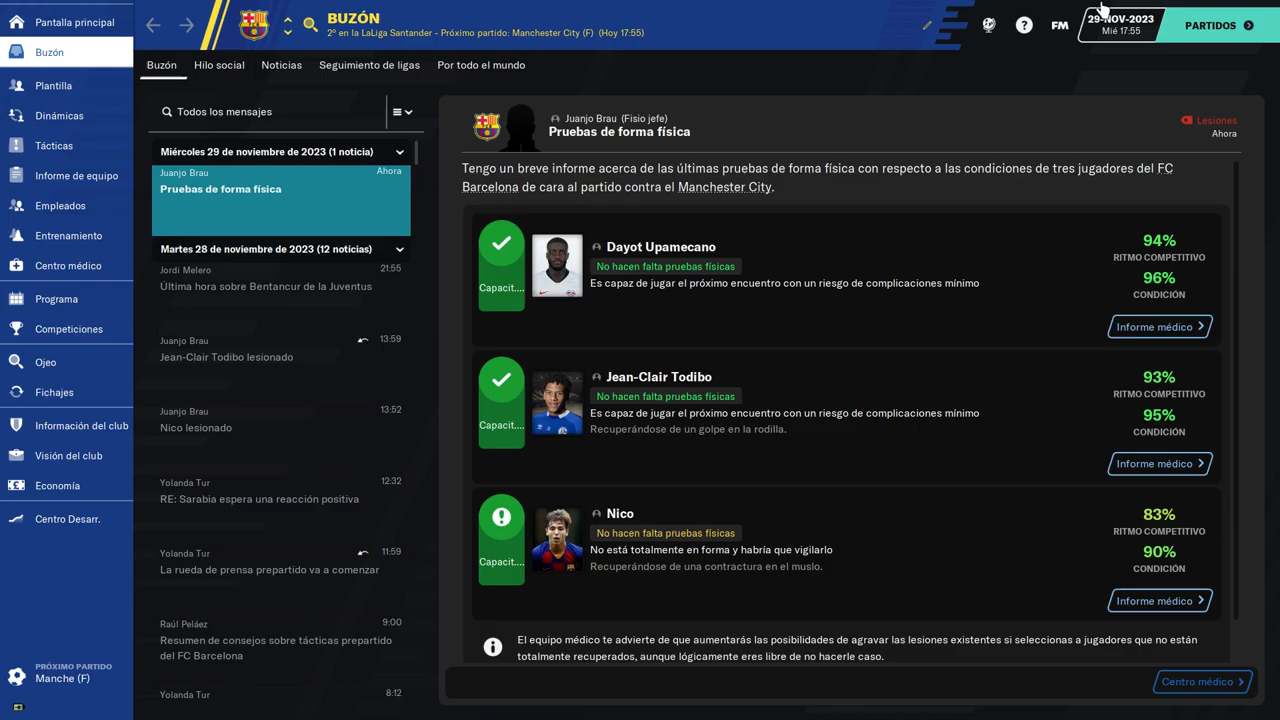 Pantalla principal
Buzón
Plantilla
Dinámicas
Tácticas
Informe de equipo
Empleados
Entrenamiento
Centro médico
Programa
Competiciones
Ojeo
Fichajes
Información del club
Visión del club
Economía
Centro Desarr.
PRÓXIMO PARTIDO
Manche (F)
BUZÓN
2º en la LaLiga Santander - Próximo partido: Manchester City (F) (Hoy 17:55)
FM
29-NOV-2023
Mié 17:55
PARTIDOS
Buzón
Hilo social
Noticias
Seguimiento de ligas
Por todo el mundo
Todos los mensajes
Miércoles 29 de noviembre de 2023 (1 noticia)
Juanjo Brau
Ahora
Pruebas de forma física
Martes 28 de noviembre de 2023 (12 noticias)
Jordi Melero
21:55
Última hora sobre Bentancur de la Juventus
Juanjo Brau
13:59
Jean-Clair Todibo lesionado
Juanjo Brau
13:52
Nico lesionado
Yolanda Tur
12:32
RE: Sarabia espera una reacción positiva
Yolanda Tur
11:59
La rueda de prensa prepartido va a comenzar
Raúl Peláez
9:00
Resumen de consejos sobre tácticas prepartido
del FC Barcelona
Yolanda Tur
8:12
Juanjo Brau (Fisio jefe)
Pruebas de forma física
Lesiones
Ahora
Tengo un breve informe acerca de las últimas pruebas de forma física con respecto a las condiciones de tres jugadores del FC
Barcelona de cara al partido contra el Manchester City.
Capacit....
Dayot Upamecano
No hacen falta pruebas físicas
Es capaz de jugar el próximo encuentro con un riesgo de complicaciones mínimo
94%
RITMO COMPETITIVO
96%
CONDICIÓN
Informe médico
Capacit....
Jean-Clair Todibo
No hacen falta pruebas físicas
Es capaz de jugar el próximo encuentro con un riesgo de complicaciones mínimo
Recuperándose de un golpe en la rodilla.
93%
RITMO COMPETITIVO
95%
CONDICIÓN
Informe médico
Capacit....
Nico
No hacen falta pruebas físicas
No está totalmente en forma y habría que vigilarlo
Recuperándose de una contractura en el muslo.
83%
RITMO COMPETITIVO
90%
CONDICIÓN
Informe médico
El equipo médico te advierte de que aumentarás las posibilidades de agravar las lesiones existentes si seleccionas a jugadores que no están
totalmente recuperados, aunque lógicamente eres libre de no hacerle caso.
Centro médico